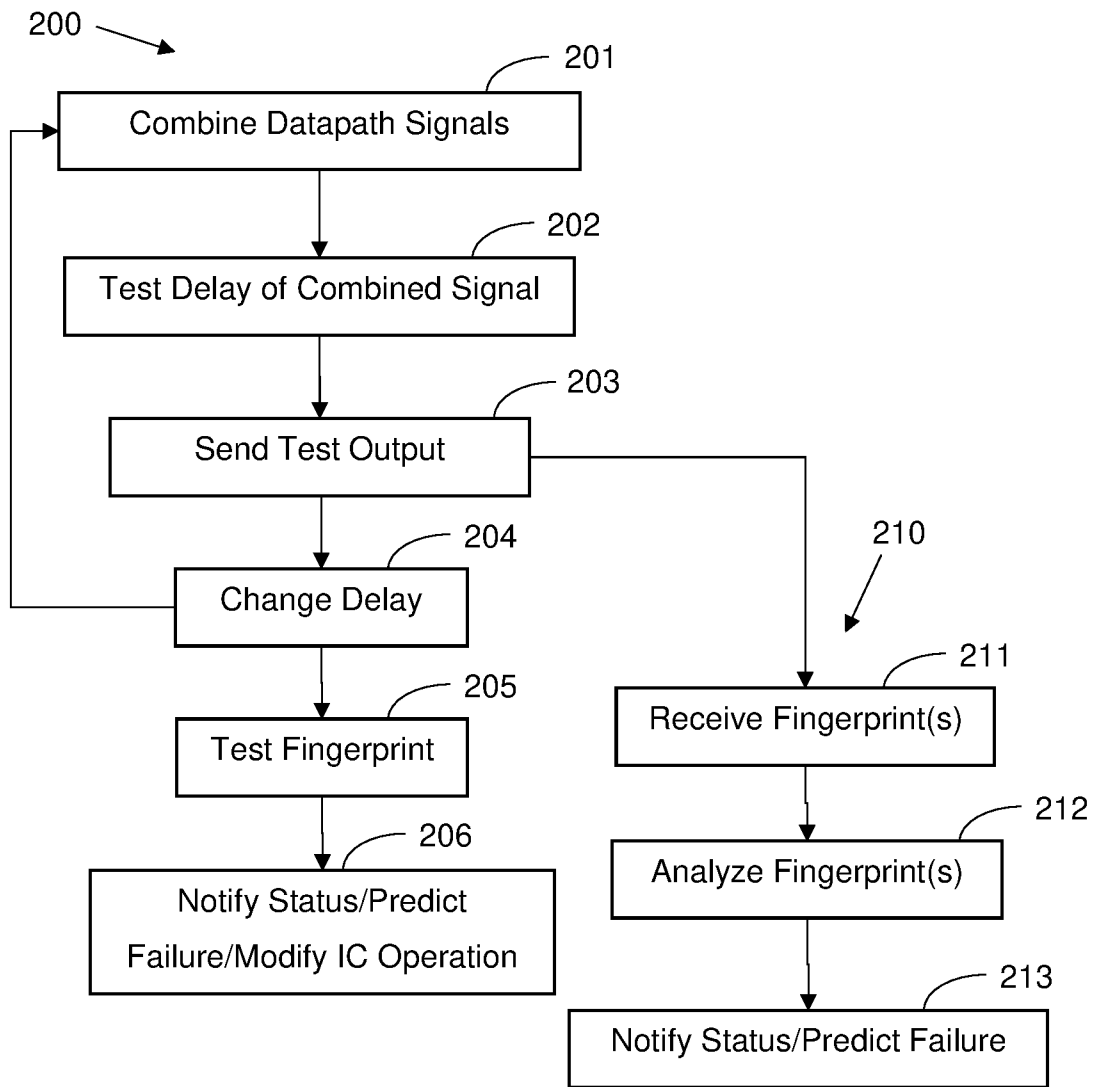 200
201
Combine Datapath Signals
202
Test Delay of Combined Signal
203
Send Test Output
204
Change Delay
205
Test Fingerprint
206
Notify Status/Predict
Failure/Modify IC Operation
210
211
Receive Fingerprint(s)
212
Analyze Fingerprint(s)
213
Notify Status/Predict Failure